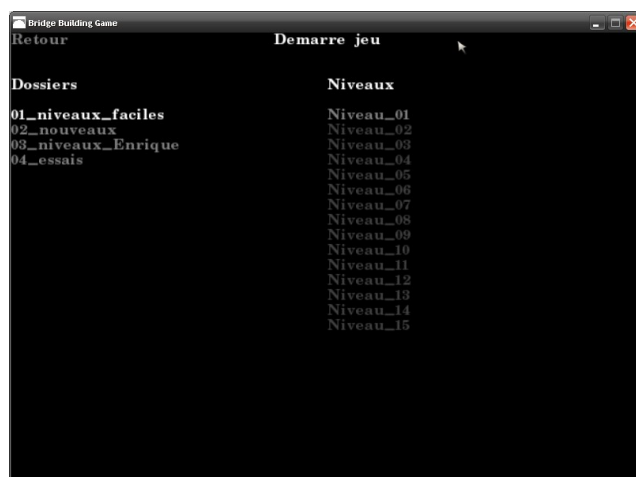 Bridge Building Game
Retour
Demarre jeu
Dossiers
01_niveaux_faciles
02_nouveaux
03_niveaux_Enrique
04_essais
Niveaux
Niveau_01
Niveau_02
Niveau_03
Niveau_04
Niveau_05
Niveau_06
Niveau_07
Niveau_08
Niveau_09
Niveau_10
Niveau_11
Niveau_12
Niveau_13
Niveau_14
Niveau_15